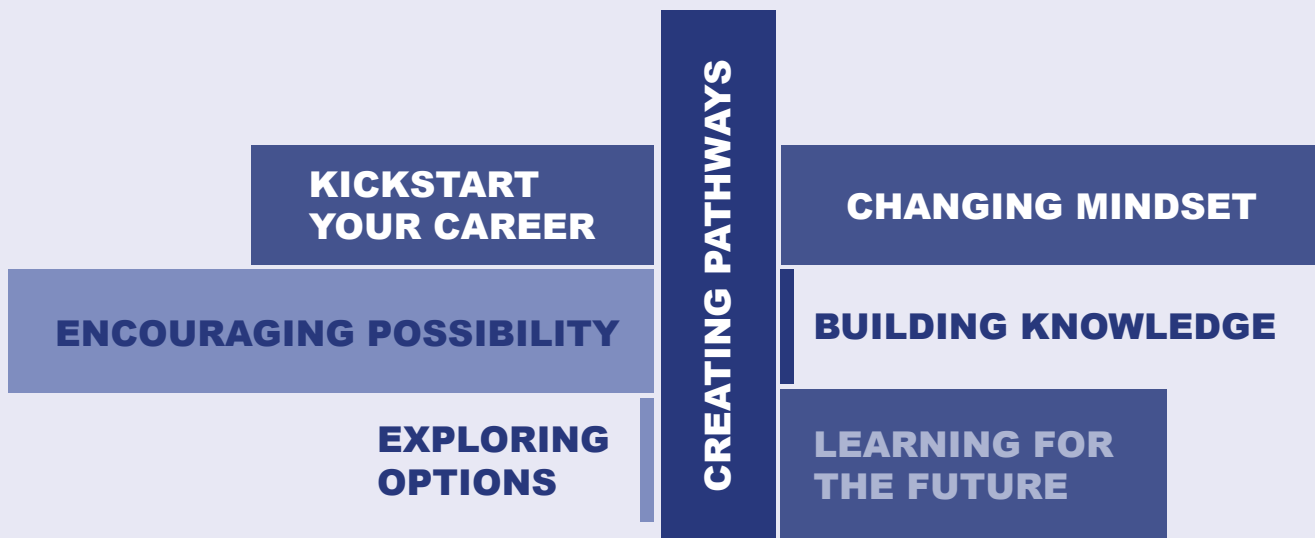 KICKSTART
YOUR CAREER
ENCOURAGING POSSIBILITY
EXPLORING
OPTIONS
CREATING PATHWAYS
CHANGING MINDSET
BUILDING KNOWLEDGE
LEARNING FOR
THE FUTURE